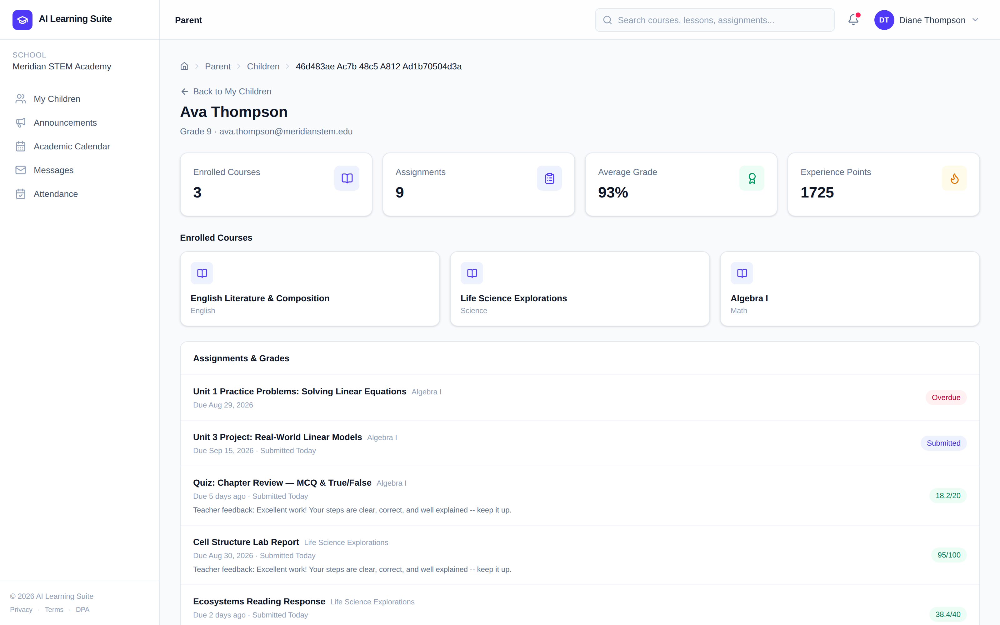 AI Learning Suite
Parent
Search courses, lessons, assignments...
DT
Diane Thompson
SCHOOL
Meridian STEM Academy
My Children
Announcements
Academic Calendar
Messages
Attendance
© 2026 AI Learning Suite
Privacy · Terms · DPA
Parent Children 46d483ae Ac7b 48c5 A812 Ad1b70504d3a
Back to My Children
Ava Thompson
Grade 9 · ava.thompson@meridianstem.edu
Enrolled Courses
3
Assignments
9
Average Grade
93%
Experience Points
1725
Enrolled Courses
English Literature & Composition
English
Life Science Explorations
Science
Algebra I
Math
Assignments & Grades
Unit 1 Practice Problems: Solving Linear Equations Algebra I
Due Aug 29, 2026
Overdue
Unit 3 Project: Real-World Linear Models Algebra I
Due Sep 15, 2026 · Submitted Today
Submitted
Quiz: Chapter Review — MCQ & True/False Algebra I
Due 5 days ago · Submitted Today
Teacher feedback: Excellent work! Your steps are clear, correct, and well explained -- keep it up.
18.2/20
Cell Structure Lab Report Life Science Explorations
Due Aug 30, 2026 · Submitted Today
Teacher feedback: Excellent work! Your steps are clear, correct, and well explained -- keep it up.
95/100
Ecosystems Reading Response Life Science Explorations
Due 2 days ago · Submitted Today
38.4/40